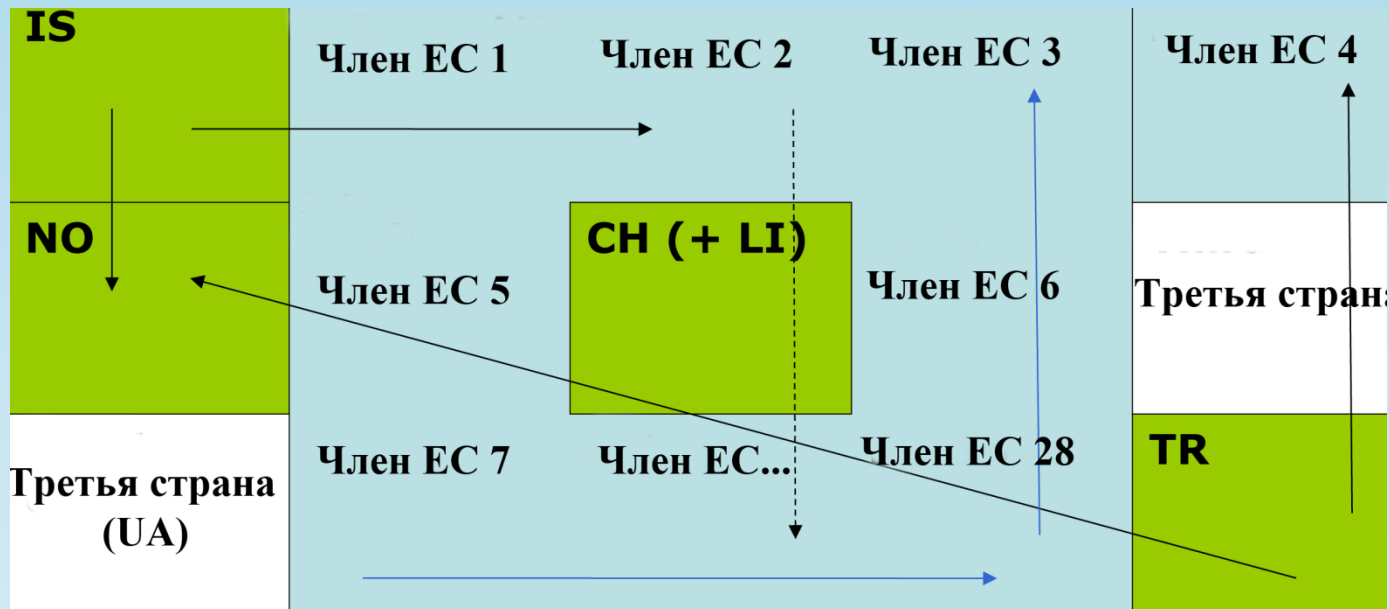 IS
Член ЕС 1
Член ЕС 2
Член ЕС 3
Член ЕС 4
NO
CH (+ LI)
Член ЕС 5
Член ЕС 6
Третья страна
Член ЕС 7
Член ЕС...
Член ЕС 28
TR
Третья страна
(UA)